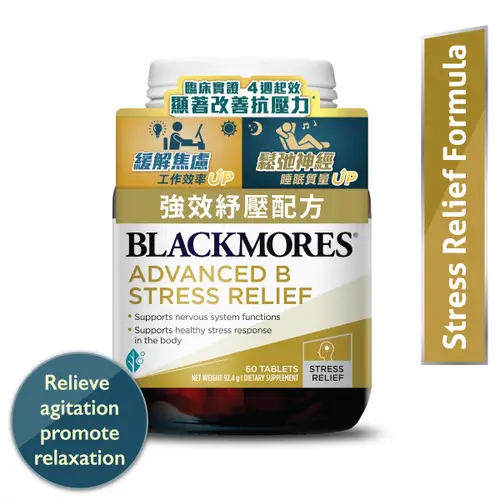 臨床實證 4週起效
顯著改善抗壓力*
緩解焦慮
工作效率UP
鬆弛神經
睡眠質量UP
強效紓壓配方
BLACKMORES®
ADVANCED B
STRESS RELIEF
• Supports nervous system functions
• Supports healthy stress response
in the body
60 TABLETS
NET WEIGHT 92.4g | DIETARY SUPPLEMENT
STRESS
RELIEF
Relieve
agitation
promote
relaxation
Stress Relief Formula